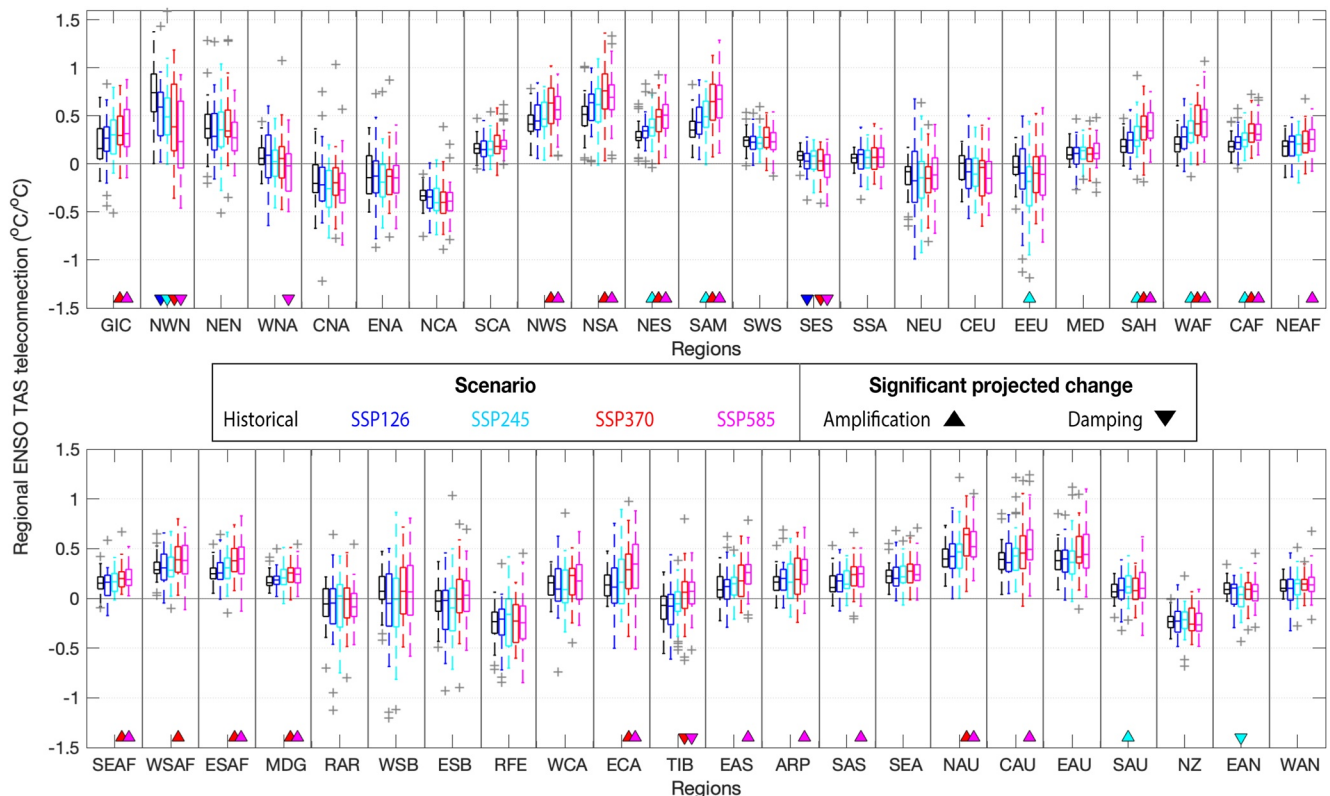 Regional ENSO TAS teleconnection (°C/°C)
1.5
1
0.5
0
-0.5
-1
-1.5
GIC NWN NEN WNA CNA ENA NCA SCA NWS NSA NES SAM SWS SES SSA NEU CEU EEU MED SAH WAF CAF NEAF
Regions
Scenario Significant projected change
Historical SSP126 SSP245 SSP370 SSP585 Amplification ▲ Damping ▼
1.5
1
0.5
0
-0.5
-1
-1.5
SEAF WSAF ESAF MDG RAR WSB ESB RFE WCA ECA TIB EAS ARP SAS SEA NAU CAU EAU SAU NZ EAN WAN
Regions